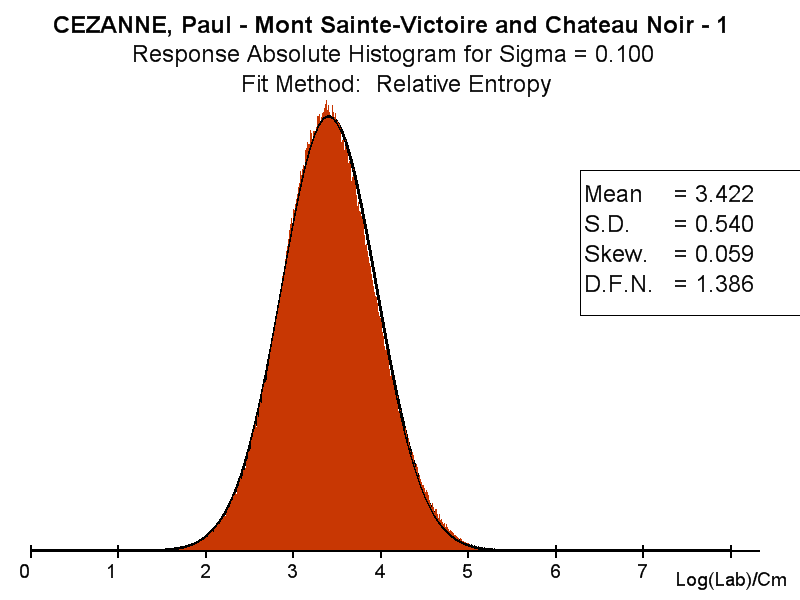 CEZANNE, Paul - Mont Sainte-Victoire and Chateau Noir - 1
Response Absolute Histogram for Sigma = 0.100
Fit Method:  Relative Entropy
Mean = 3.422
S.D. = 0.540
Skew. = 0.059
D.F.N. = 1.386
0 1 2 3 4 5 6 7 Log(Lab)/Cm